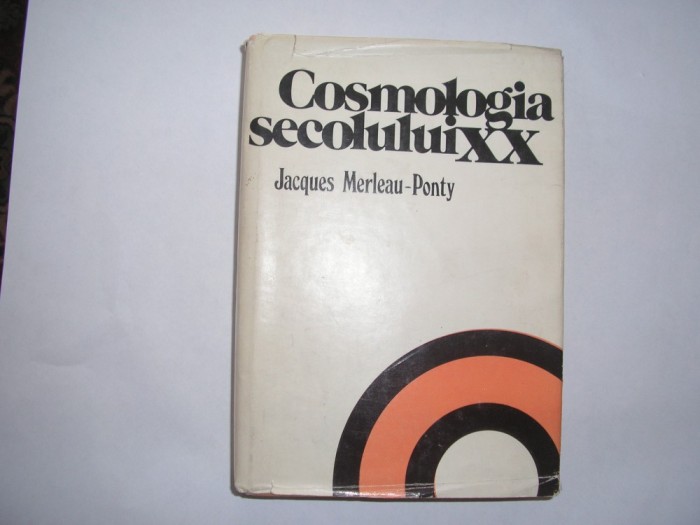 Cosmologia
secolului XX
Jacques Merleau-Ponty